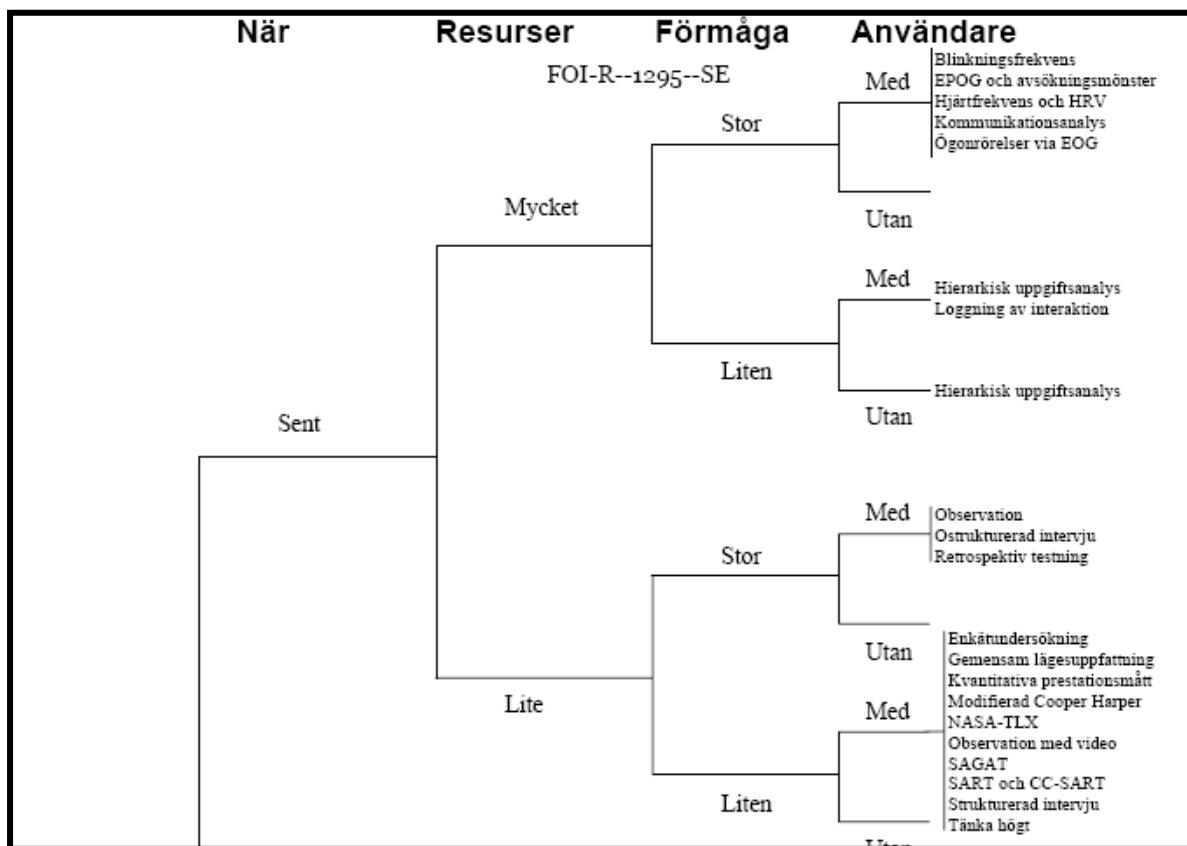 När Resurser Förmåga Användare
FOI-R--1295--SE
Med
Blinkningsfrekvens
EPOG och avsökningsmönster
Hjärtfrekvens och HRV
Kommunikationsanalys
Ögonrörelser via EOG
Stor
Utan
Mycket
Med
Hierarkisk uppgiftsanalys
Loggning av interaktion
Liten
Hierarkisk uppgiftsanalys
Utan
Sent
Med
Observation
Ostrukturerad intervju
Retrospektiv testning
Stor
Utan
Lite
Med
Enkätundersökning
Gemensam lägesuppfattning
Kvantitativa prestationsmått
Modifierad Cooper Harper
NASA-TLX
Observation med video
SAGAT
SART och CC-SART
Strukturerad intervju
Tänka högt
Liten
Utan